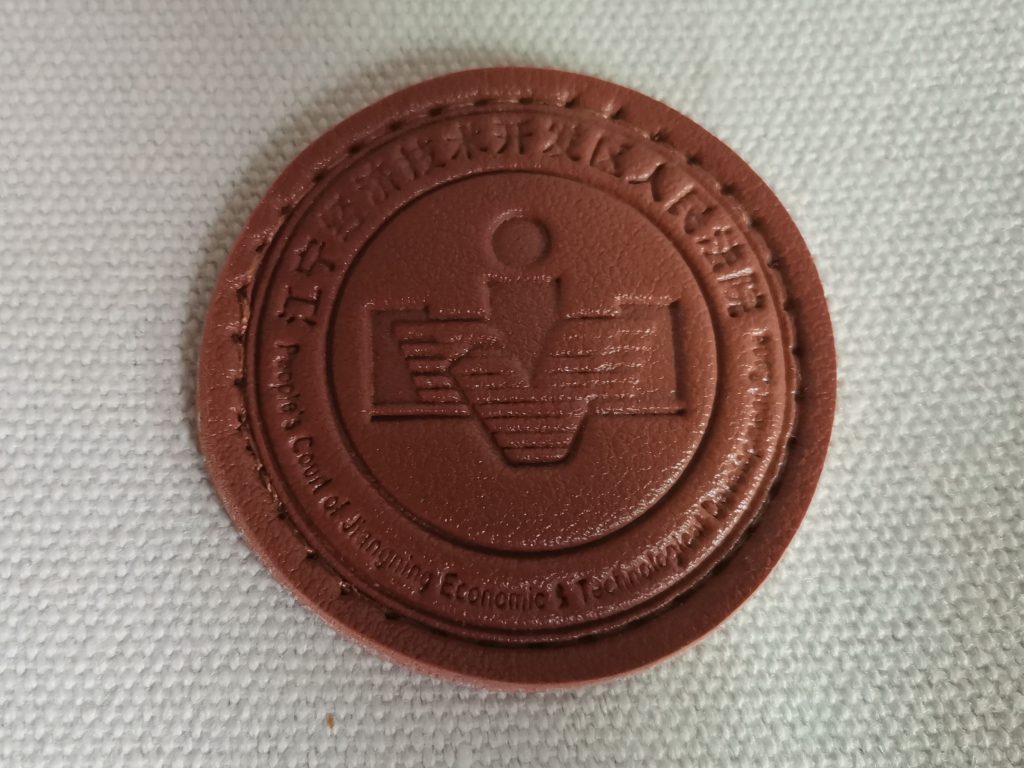 江宁经济技术开发区人民法院
People's Court of Jiangning Economic & Technological Development